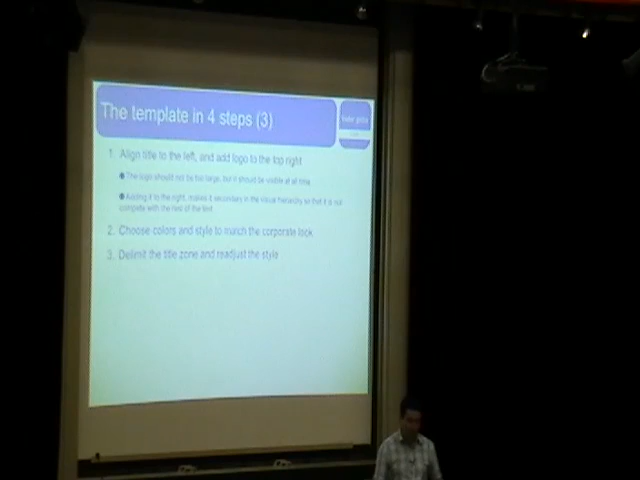 The template in 4 steps (3)
1. Align title to the left, and add logo to the top right
The logo should not be too large, but it should be visible at all time
Adding it to the right, makes it secondary in the visual hierarchy so that it is not
compete with the rest of the text
2. Choose colors and style to match the corporate look
3. Delimit the title zone and readjust the style